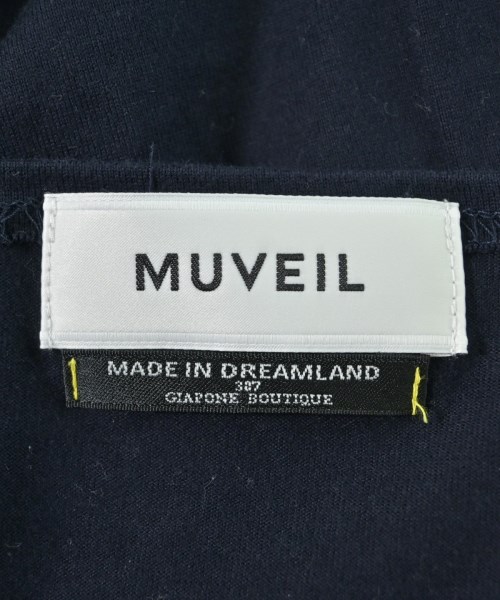 MUVEIL
MADE IN DREAMLAND
387
GIAPONE BOUTIQUE